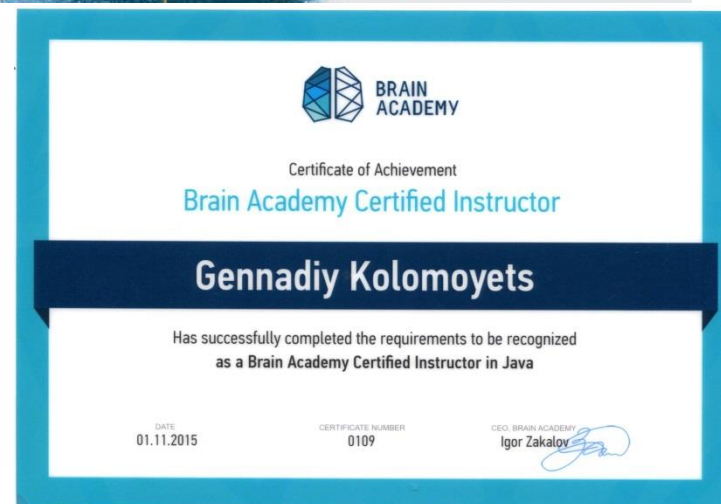 BRAIN
ACADEMY
Certificate of Achievement
Brain Academy Certified Instructor
Gennadiy Kolomoyets
Has successfully completed the requirements to be recognized
as a Brain Academy Certified Instructor in Java
DATE
01.11.2015
CERTIFICATE NUMBER
0109
CEO, BRAIN ACADEMY
Igor Zakalov